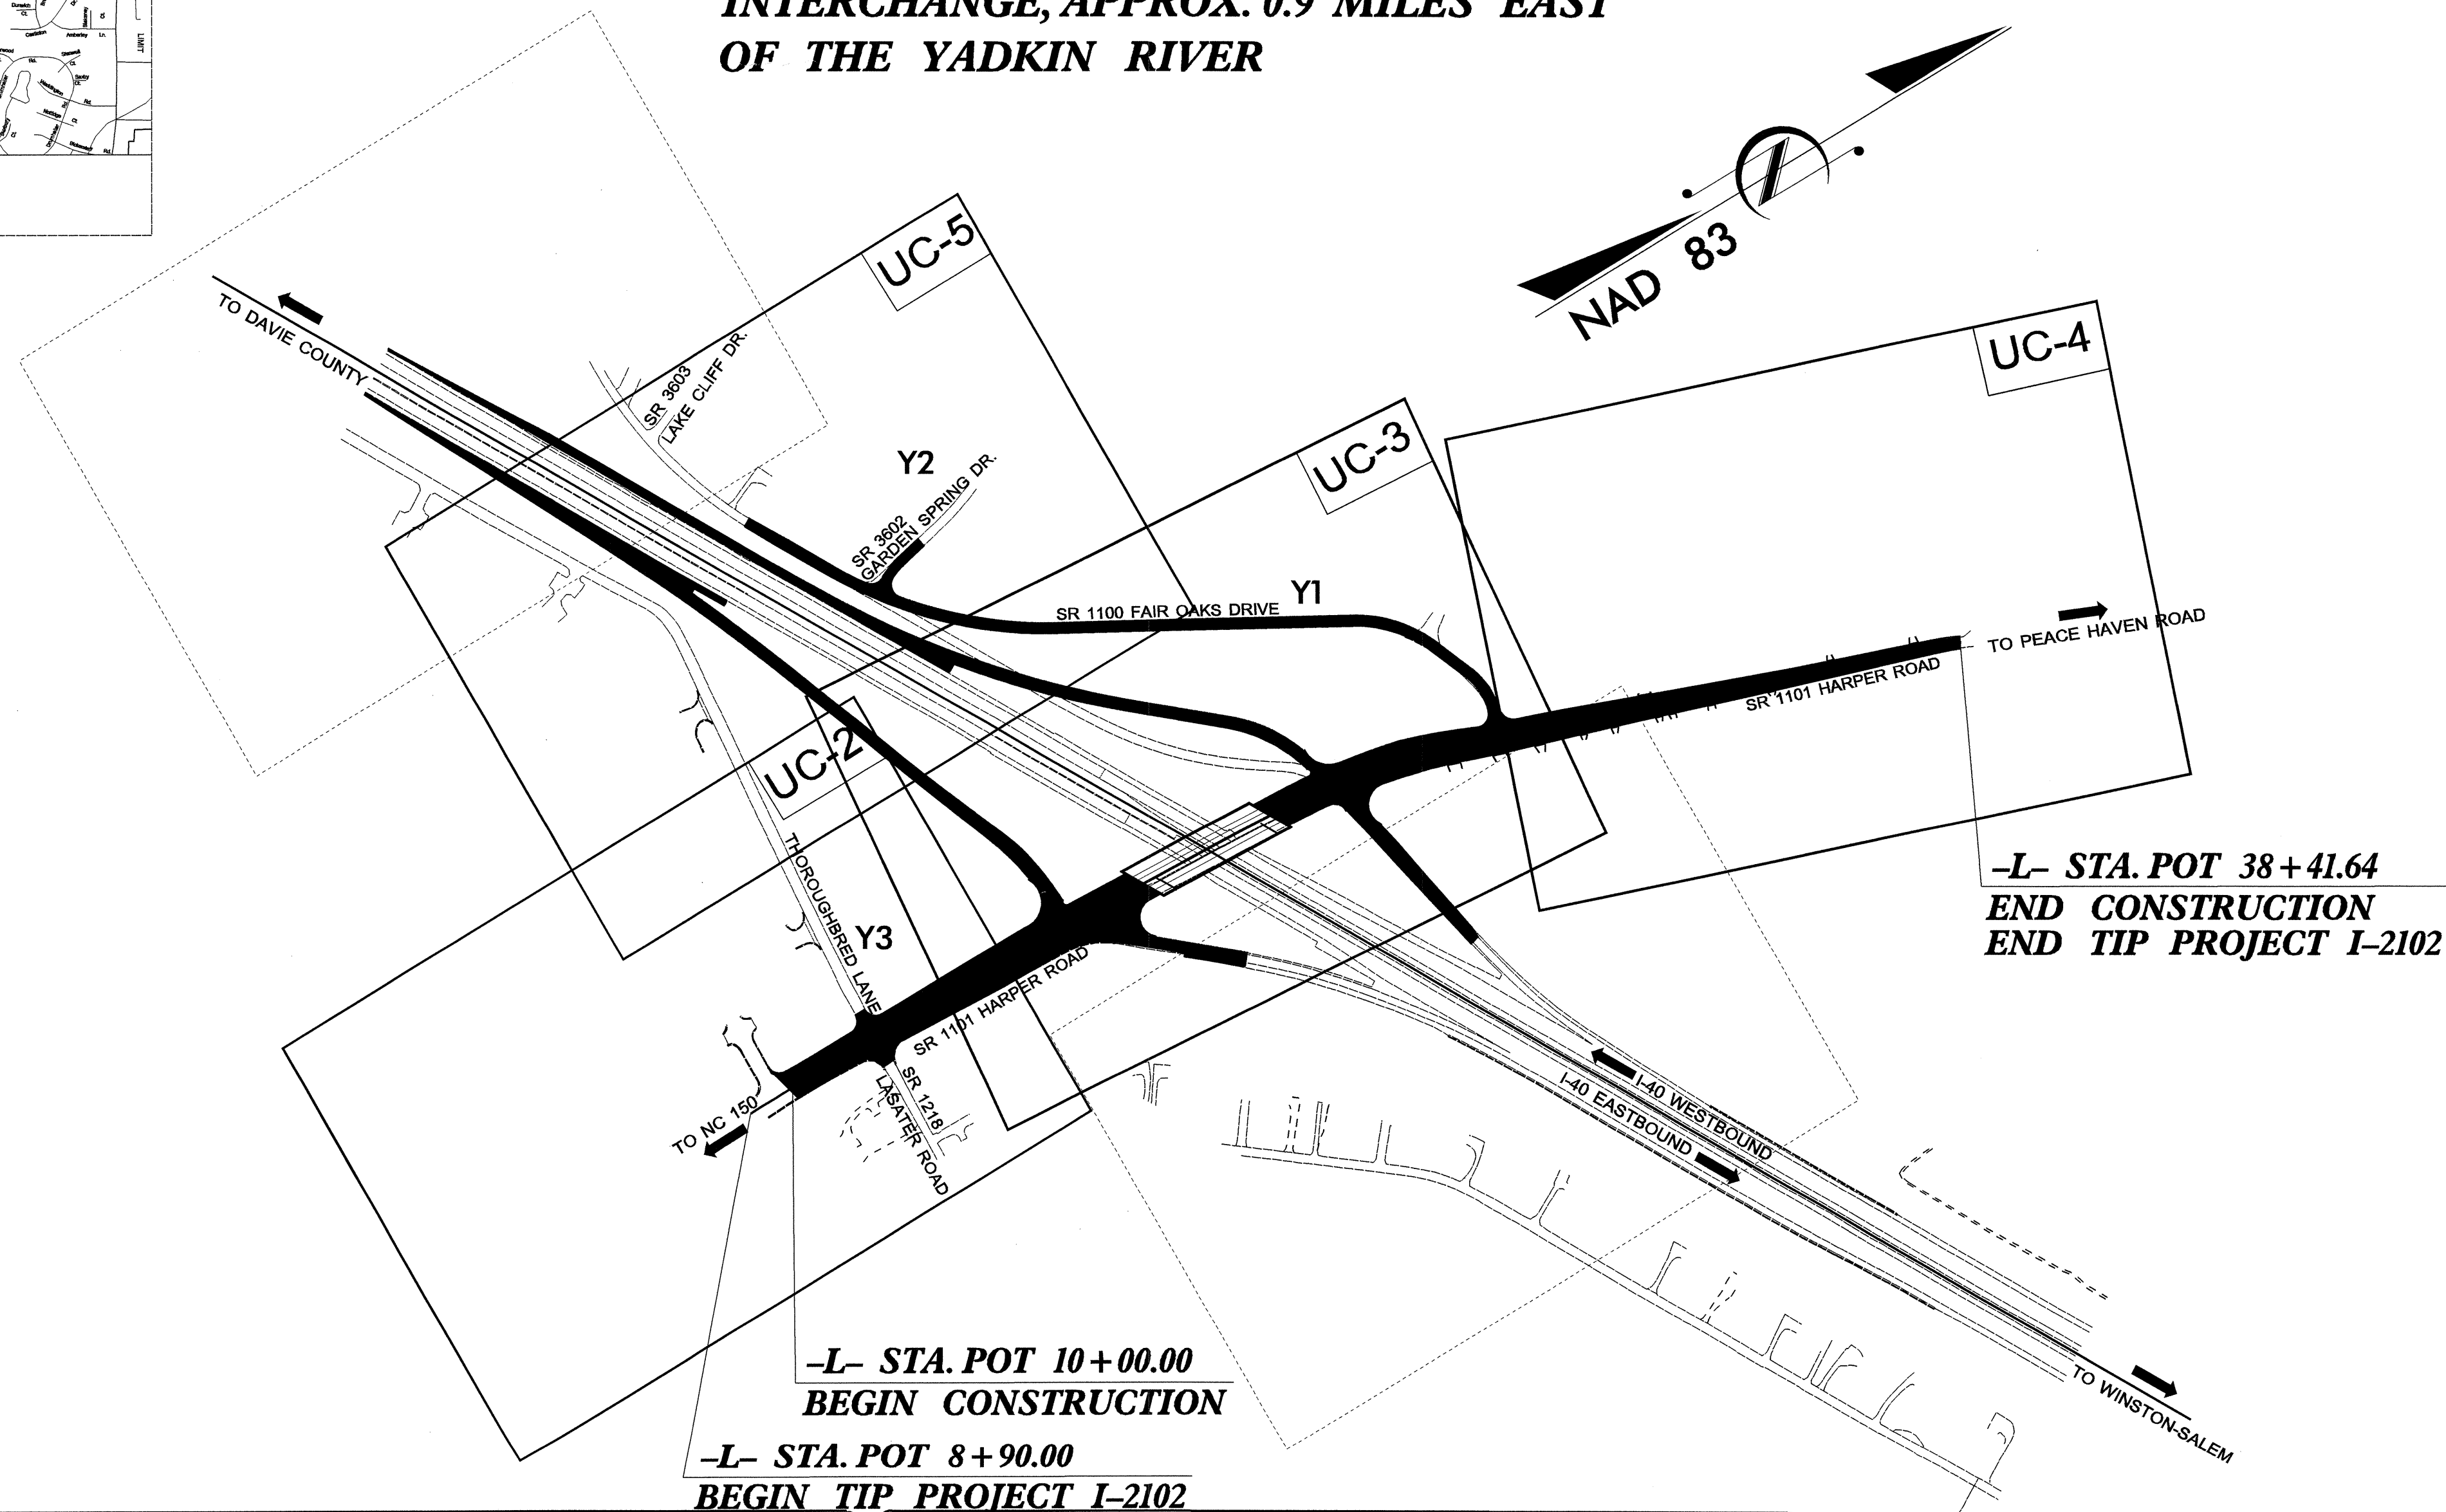 INTERCHANGE, APPROX. 0.9 MILES EAST
OF THE YADKIN RIVER
LIMIT
Amberley Ln.
NAD 83
UC-5
UC-4
UC-3
UC-2
TO DAVIE COUNTY
SR 3603
LAKE CLIFF DR.
Y2
SR 3602
GARDEN SPRING DR.
SR 1100 FAIR OAKS DRIVE
Y1
TO PEACE HAVEN ROAD
SR 1101 HARPER ROAD
-L- STA. POT 38+41.64
END CONSTRUCTION
END TIP PROJECT I-2102
THOROUGHBRED LANE
Y3
SR 1101 HARPER ROAD
TO NC 150
SR 1218
LASATER ROAD
I-40 WESTBOUND
I-40 EASTBOUND
TO WINSTON-SALEM
-L- STA. POT 10+00.00
BEGIN CONSTRUCTION
-L- STA. POT 8+90.00
BEGIN TIP PROJECT I-2102